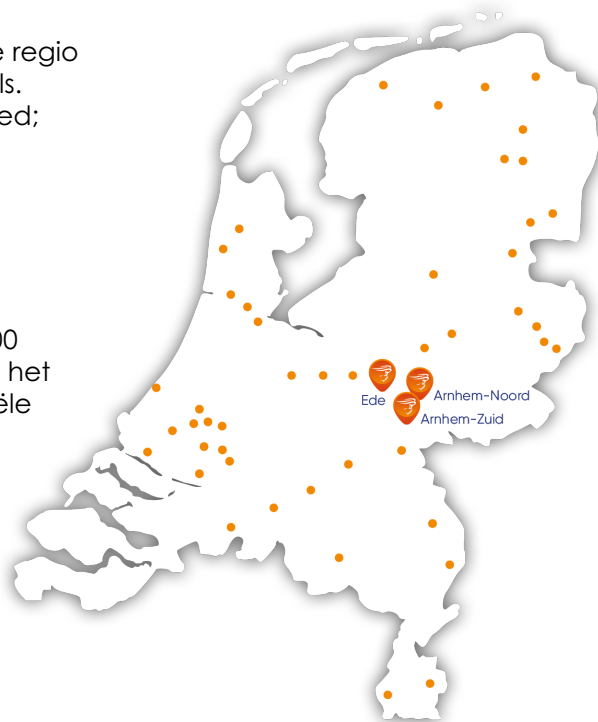 e regio
ls.
ed;
00
het
ële
Ede
Arnhem-Noord
Arnhem-Zuid